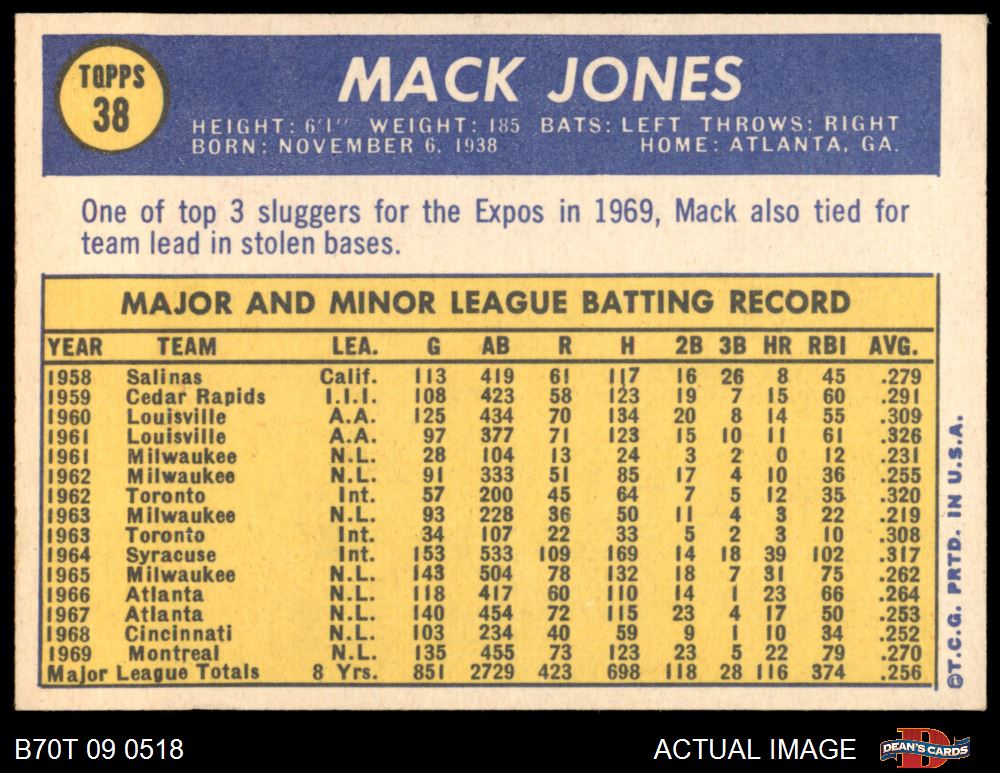 TOPPS
38
MACK JONES
HEIGHT: 6'1" WEIGHT: 185 BATS: LEFT THROWS: RIGHT
BORN: NOVEMBER 6, 1938 HOME: ATLANTA, GA.
One of top 3 sluggers for the Expos in 1969, Mack also tied for
team lead in stolen bases.
MAJOR AND MINOR LEAGUE BATTING RECORD
YEAR TEAM LEA. G AB R H 2B 3B HR RBI AVG.
1958 Salinas Calif. 113 419 61 117 16 26 8 45 .279
1959 Cedar Rapids I.I.I. 108 423 58 123 19 7 15 60 .291
1960 Louisville A.A. 125 434 70 134 20 8 14 55 .309
1961 Louisville A.A. 97 377 71 123 15 10 11 61 .326
1961 Milwaukee N.L. 28 104 13 24 3 2 0 12 .231
1962 Milwaukee N.L. 91 333 51 85 17 4 10 36 .255
1962 Toronto Int. 57 200 45 64 7 5 12 35 .320
1963 Milwaukee N.L. 93 228 36 50 11 4 3 22 .219
1963 Toronto Int. 34 107 22 33 5 2 3 10 .308
1964 Syracuse Int. 153 533 109 169 14 18 39 102 .317
1965 Milwaukee N.L. 143 504 78 132 18 7 31 75 .262
1966 Atlanta N.L. 118 417 60 110 14 1 23 66 .264
1967 Atlanta N.L. 140 454 72 115 23 4 17 50 .253
1968 Cincinnati N.L. 103 234 40 59 9 1 10 34 .252
1969 Montreal N.L. 135 455 73 123 23 5 22 79 .270
Major League Totals 8 Yrs. 851 2729 423 698 118 28 116 374 .256
©T.C.G. PRTD. IN U.S.A.
B70T 09 0518
ACTUAL IMAGE
D
DEAN'S CARDS